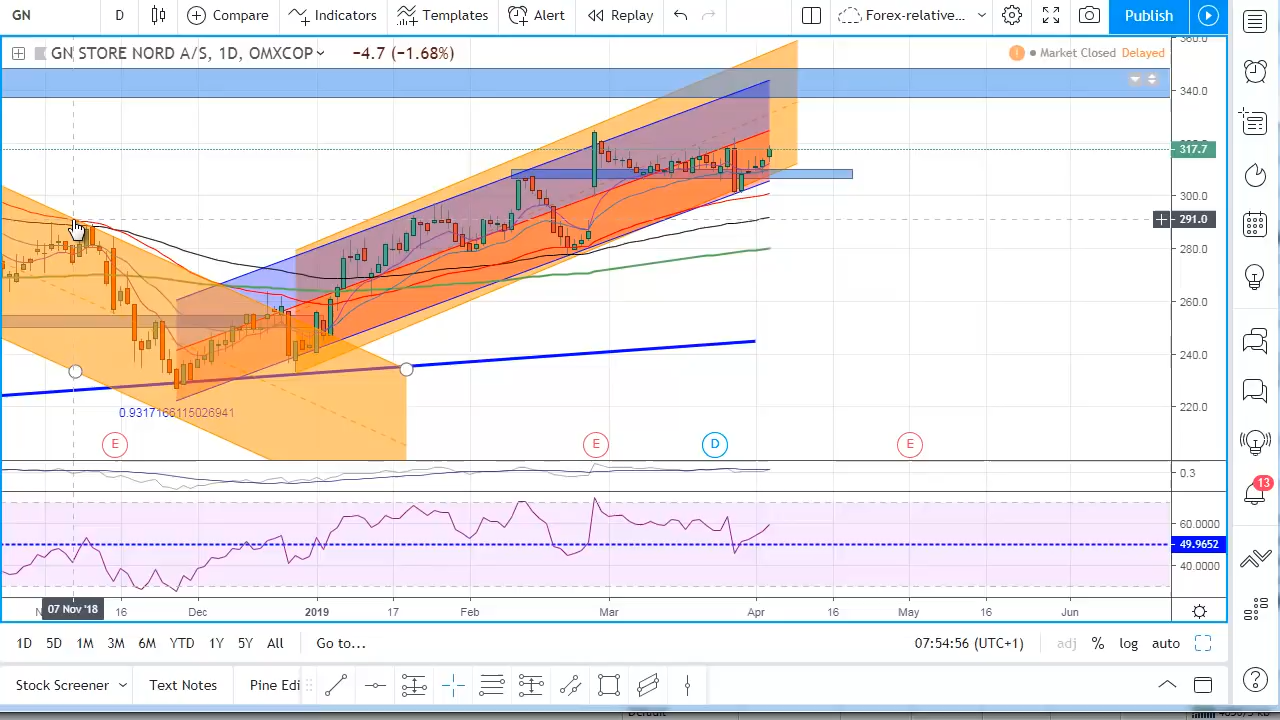 GN D Compare Indicators Templates Alert Replay Forex-relative... Publish
GN STORE NORD A/S, 1D, OMXCOP −4.7 (−1.68%) Market Closed Delayed
360.0
340.0
317.7
300.0
291.0
280.0
260.0
240.0
220.0
0.9317166115026941
E E D E
0.3
13
60.0000
49.9652
40.0000
07 Nov '18 16 Dec 2019 17 Feb Mar Apr 16 May 16 Jun
1D 5D 1M 3M 6M YTD 1Y 5Y All Go to... 07:54:56 (UTC+1) adj % log auto
Stock Screener Text Notes Pine Edi